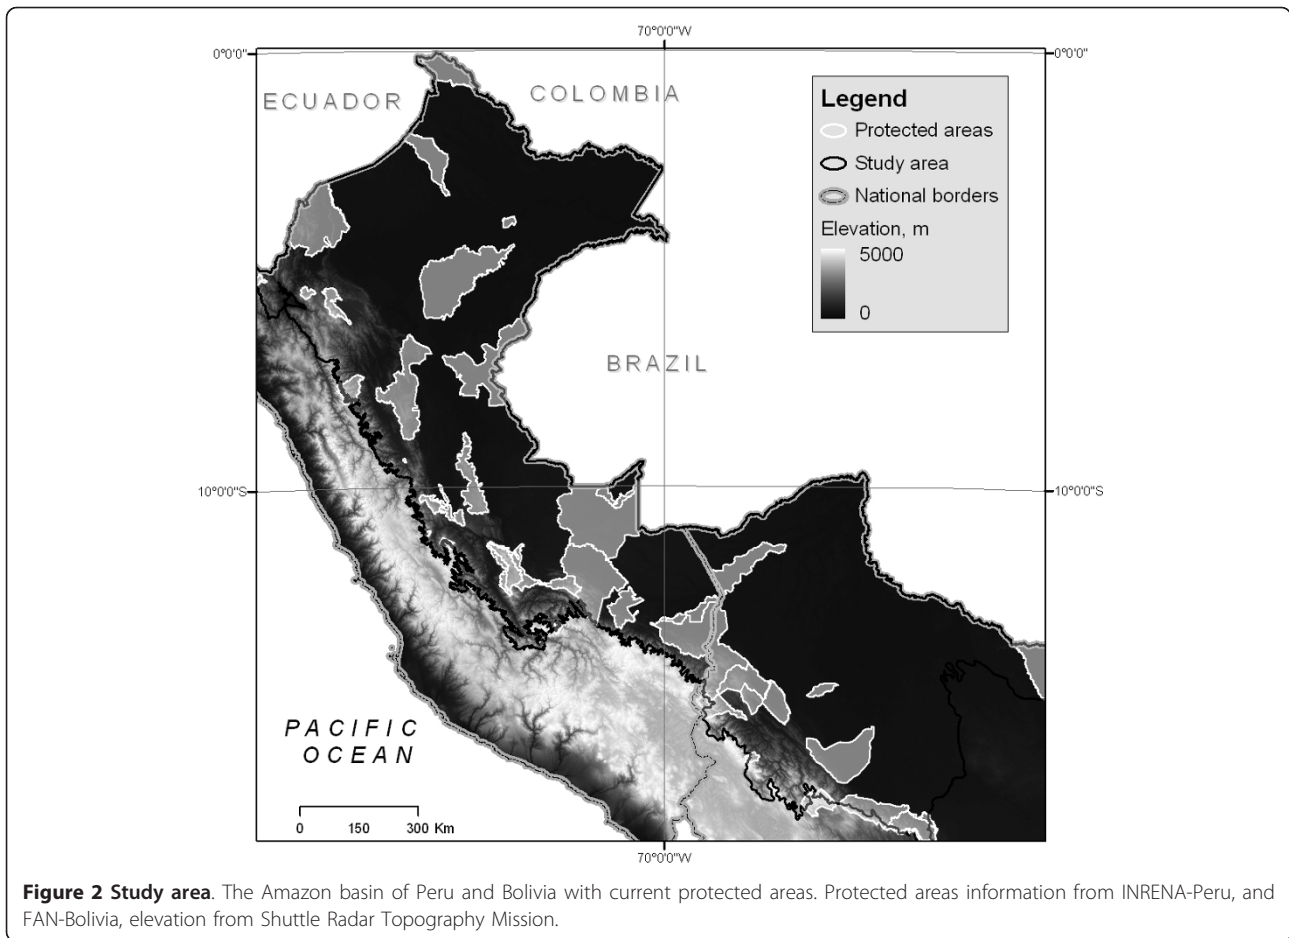 70°0'0"W
0°0'0"
0°0'0"
ECUADOR
COLOMBIA
Legend
Protected areas
Study area
National borders
Elevation, m
5000
0
BRAZIL
10°0'0"S
10°0'0"S
PACIFIC
OCEAN
0 150 300 Km
70°0'0"W
Figure 2 Study area. The Amazon basin of Peru and Bolivia with current protected areas. Protected areas information from INRENA-Peru, and
FAN-Bolivia, elevation from Shuttle Radar Topography Mission.